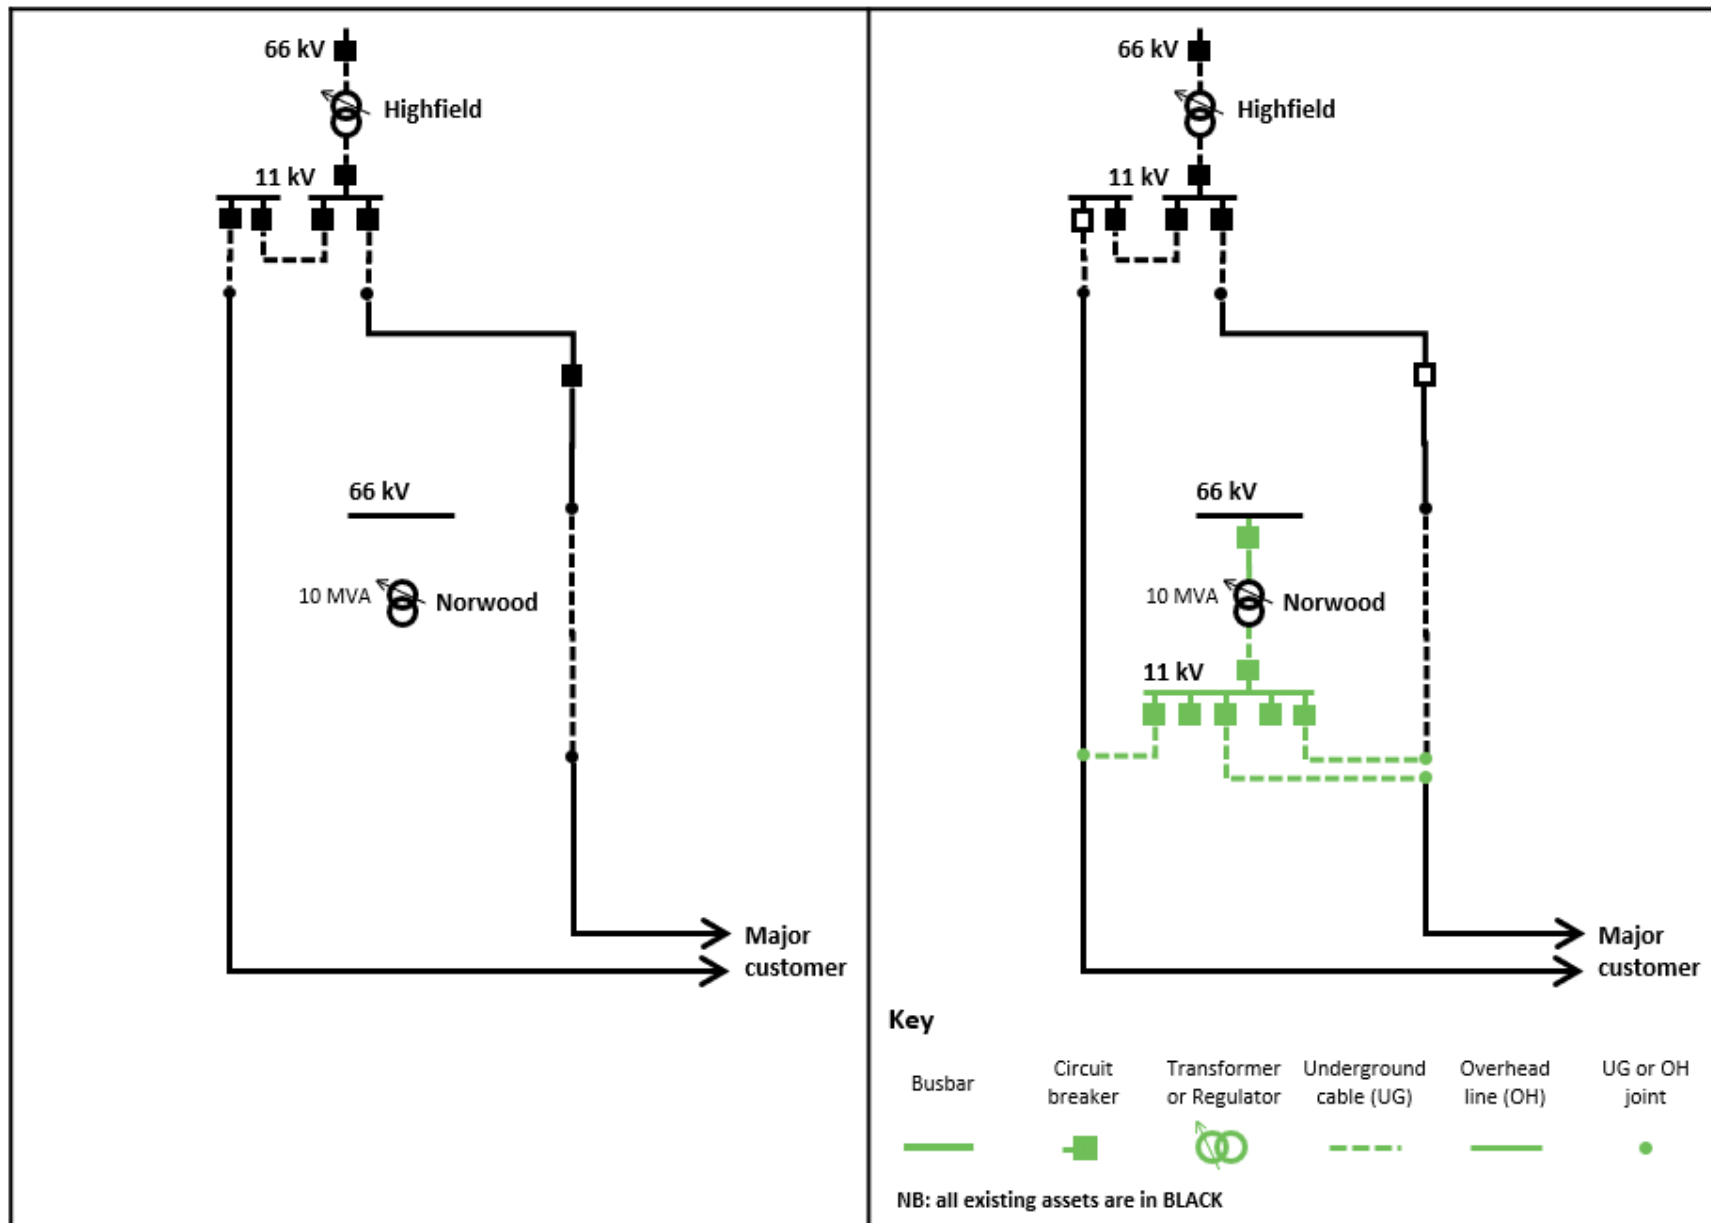 66 kV
Highfield
11 kV
66 kV
10 MVA
Norwood
Major
customer
66 kV
Highfield
11 kV
66 kV
10 MVA
Norwood
11 kV
Major
customer
Key
Busbar
Circuit
breaker
Transformer
or Regulator
Underground
cable (UG)
Overhead
line (OH)
UG or OH
joint
NB: all existing assets are in BLACK